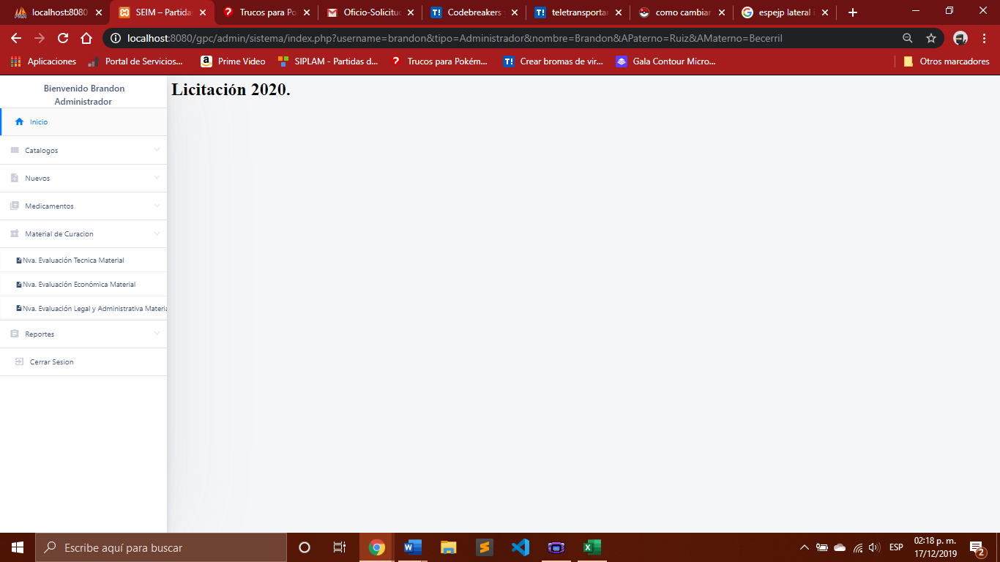 localhost:8080
SEIM – Partidas
Trucos para Po
Oficio-Solicitud
Codebreakers y
teletransportar
como cambiar
espejp lateral i
localhost:8080/gpc/admin/sistema/index.php?username=brandon&tipo=Administrador&nombre=Brandon&APaterno=Ruiz&AMaterno=Becerril
Aplicaciones
Portal de Servicios...
Prime Video
SIPLAM - Partidas d...
Trucos para Pokém...
Crear bromas de vir...
Gala Contour Micro...
Otros marcadores
Bienvenido Brandon
Administrador
Licitación 2020.
Inicio
Catalogos
Nuevos
Medicamentos
Material de Curacion
Nva. Evaluación Tecnica Material
Nva. Evaluación Económica Material
Nva. Evaluación Legal y Administrativa Materia
Reportes
Cerrar Sesion
Escribe aquí para buscar
ESP
02:18 p. m.
17/12/2019
2